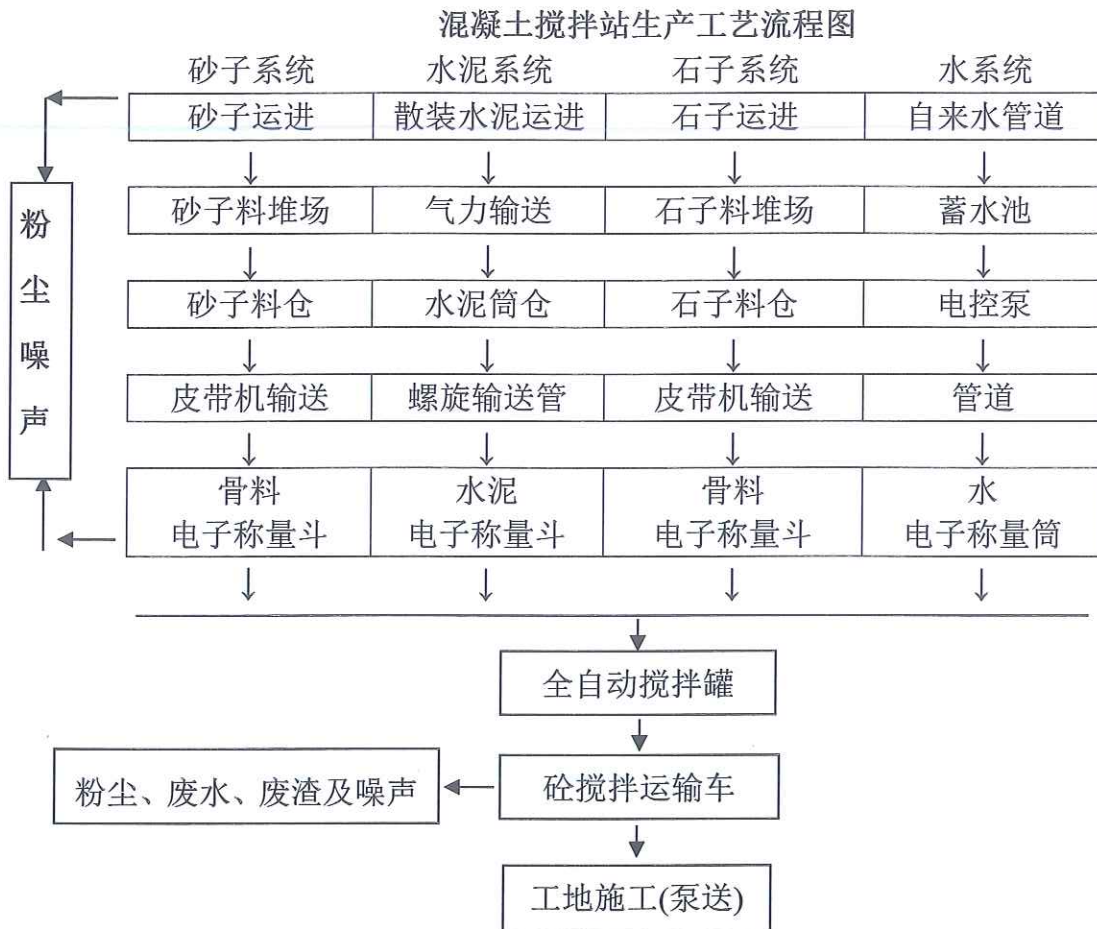 混凝土搅拌站生产工艺流程图
砂子系统 水泥系统 石子系统 水系统
砂子运进 散装水泥运进 石子运进 自来水管道
砂子料堆场 气力输送 石子料堆场 蓄水池
砂子料仓 水泥筒仓 石子料仓 电控泵
皮带机输送 螺旋输送管 皮带机输送 管道
骨料 水泥 骨料 水
电子称量斗 电子称量斗 电子称量斗 电子称量筒
粉
尘
噪
声
全自动搅拌罐
砼搅拌运输车
粉尘、废水、废渣及噪声
工地施工(泵送)